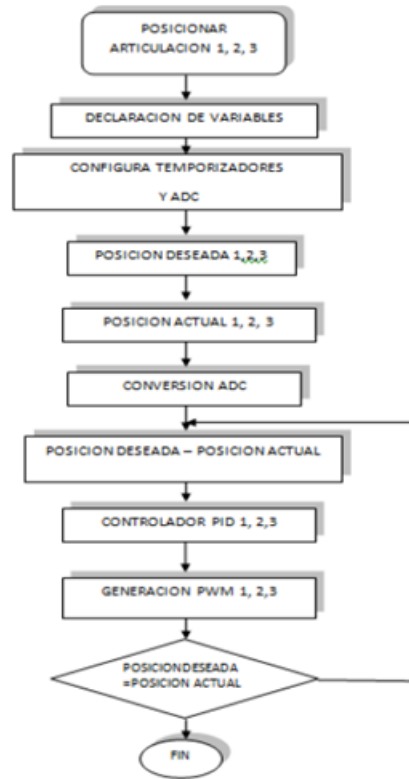 POSICIONAR
ARTICULACION 1, 2, 3
DECLARACION DE VARIABLES
CONFIGURA TEMPORIZADORES
Y ADC
POSICION DESEADA 1,2,3
POSICION ACTUAL 1, 2, 3
CONVERSION ADC
POSICION DESEADA – POSICION ACTUAL
CONTROLADOR PID 1, 2,3
GENERACION PWM 1, 2,3
POSICIONDESEADA
=POSICION ACTUAL
FIN